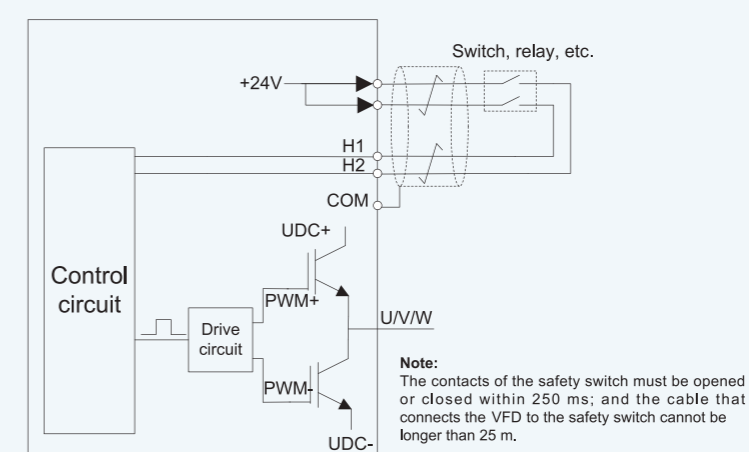 Switch, relay, etc.
+24V
H1
H2
COM
UDC+
Control
circuit
PWM+
Drive
circuit
U/V/W
PWM-
UDC-
Note:
The contacts of the safety switch must be opened
or closed within 250 ms; and the cable that
connects the VFD to the safety switch cannot be
longer than 25 m.